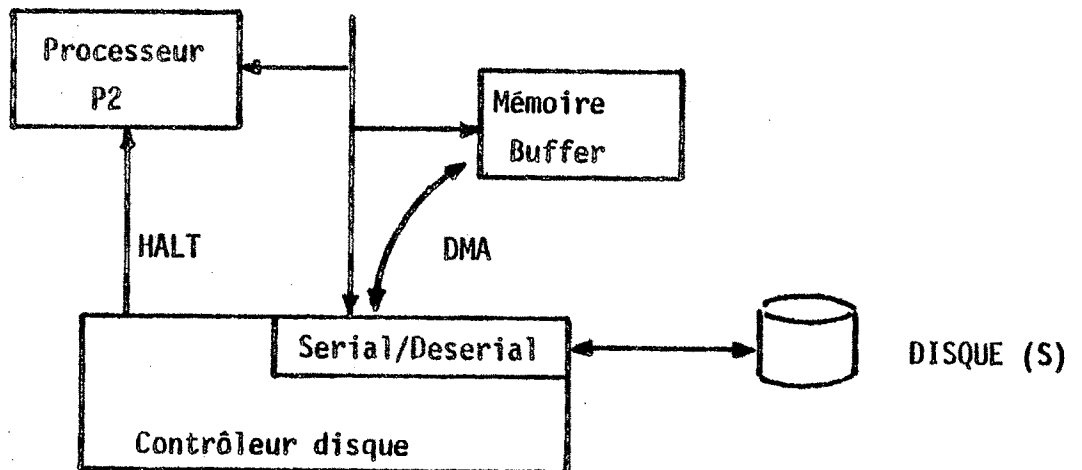 Processeur
P2
Mémoire
Buffer
HALT
DMA
Serial/Deserial
DISQUE (S)
Contrôleur disque